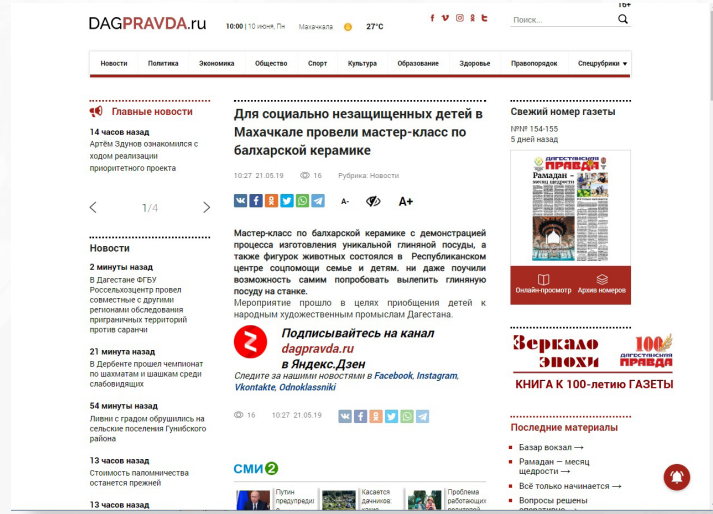 16+
DAGPRAVDA.ru
10:00 | 10 июня, Пн
Махачкала
27°C
Поиск...
Новости
Политика
Экономика
Общество
Спорт
Культура
Образование
Здоровье
Правопорядок
Спецрубрики
Главные новости
14 часов назад
Артём Здунов ознакомился с
ходом реализации
приоритетного проекта
1/4
Новости
2 минуты назад
В Дагестане ФГБУ
Россельхозцентр провел
совместные с другими
регионами обследования
приграничных территорий
против саранчи
21 минута назад
В Дербенте прошел чемпионат
по шахматам и шашкам среди
слабовидящих
54 минуты назад
Ливни с градом обрушились на
сельские поселения Гунибского
района
13 часов назад
Стоимость паломничества
останется прежней
13 часов назад
Для социально незащищенных детей в
Махачкале провели мастер-класс по
балхарской керамике
10:27 21.05.19
16
Рубрика: Новости
A-
A+
Мастер-класс по балхарской керамике с демонстрацией
процесса изготовления уникальной глиняной посуды, а
также фигурок животных состоялся в Республиканском
центре соцпомощи семье и детям. ни даже поучили
возможность самим попробовать вылепить глиняную
посуду на станке.
Мероприятие прошло в целях приобщения детей к
народным художественным промыслам Дагестана.
Подписывайтесь на канал
dagpravda.ru
в Яндекс.Дзен
Следите за нашими новостями в Facebook, Instagram,
Vkontakte, Odnoklassniki
16
10:27 21.05.19
СМИ2
Путин
предупредил
о
Касается
дачников:
Проблема
работающих
Свежий номер газеты
№№ 154-155
5 дней назад
ДАГЕСТАНСКАЯ
ПРАВДА
Рамадан –
месяц щедрости
Онлайн-просмотр
Архив номеров
Зеркало
эпохи
100
ДАГЕСТАНСКАЯ
ПРАВДА
КНИГА К 100-летию ГАЗЕТЫ
Последние материалы
Базар вокзал →
Рамадан – месяц
щедрости →
Всё только начинается →
Вопросы решены
оперативно →